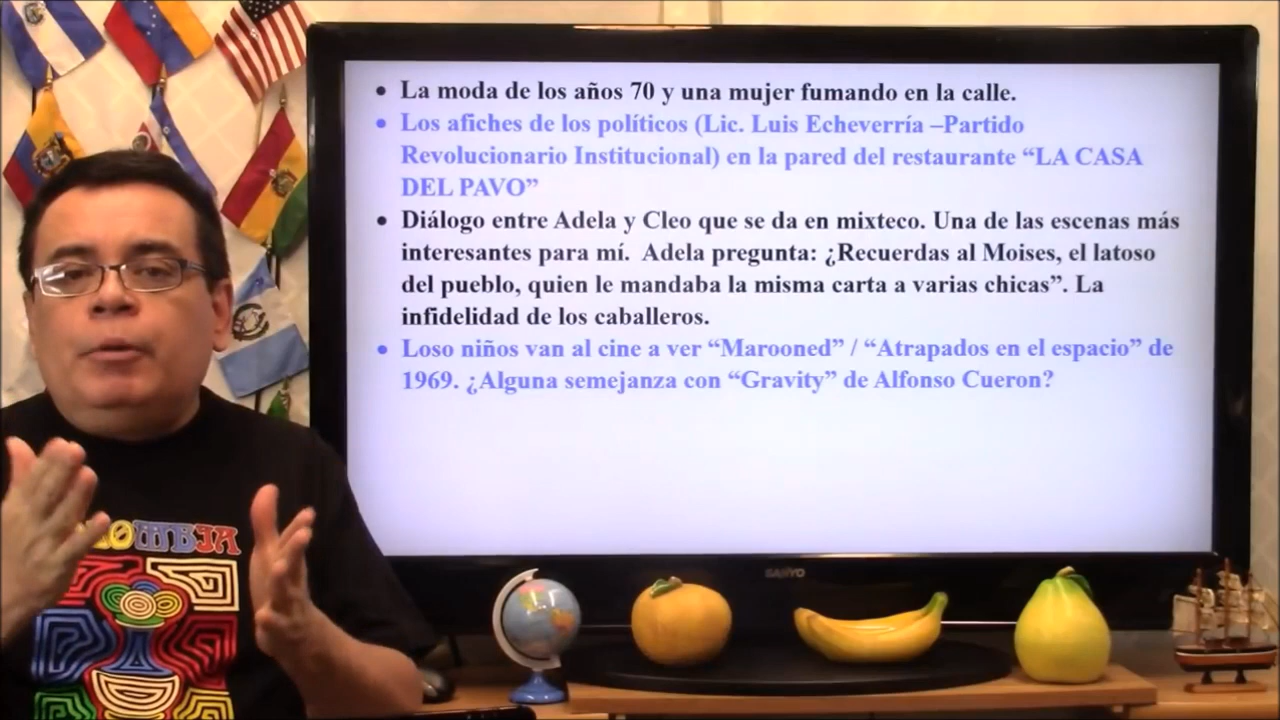 • La moda de los años 70 y una mujer fumando en la calle.
• Los afiches de los políticos (Lic. Luis Echeverría –Partido
Revolucionario Institucional) en la pared del restaurante “LA CASA
DEL PAVO”
• Diálogo entre Adela y Cleo que se da en mixteco. Una de las escenas más
interesantes para mí. Adela pregunta: ¿Recuerdas al Moises, el latoso
del pueblo, quien le mandaba la misma carta a varias chicas”. La
infidelidad de los caballeros.
• Loso niños van al cine a ver “Marooned” / “Atrapados en el espacio” de
1969. ¿Alguna semejanza con “Gravity” de Alfonso Cueron?
SANYO